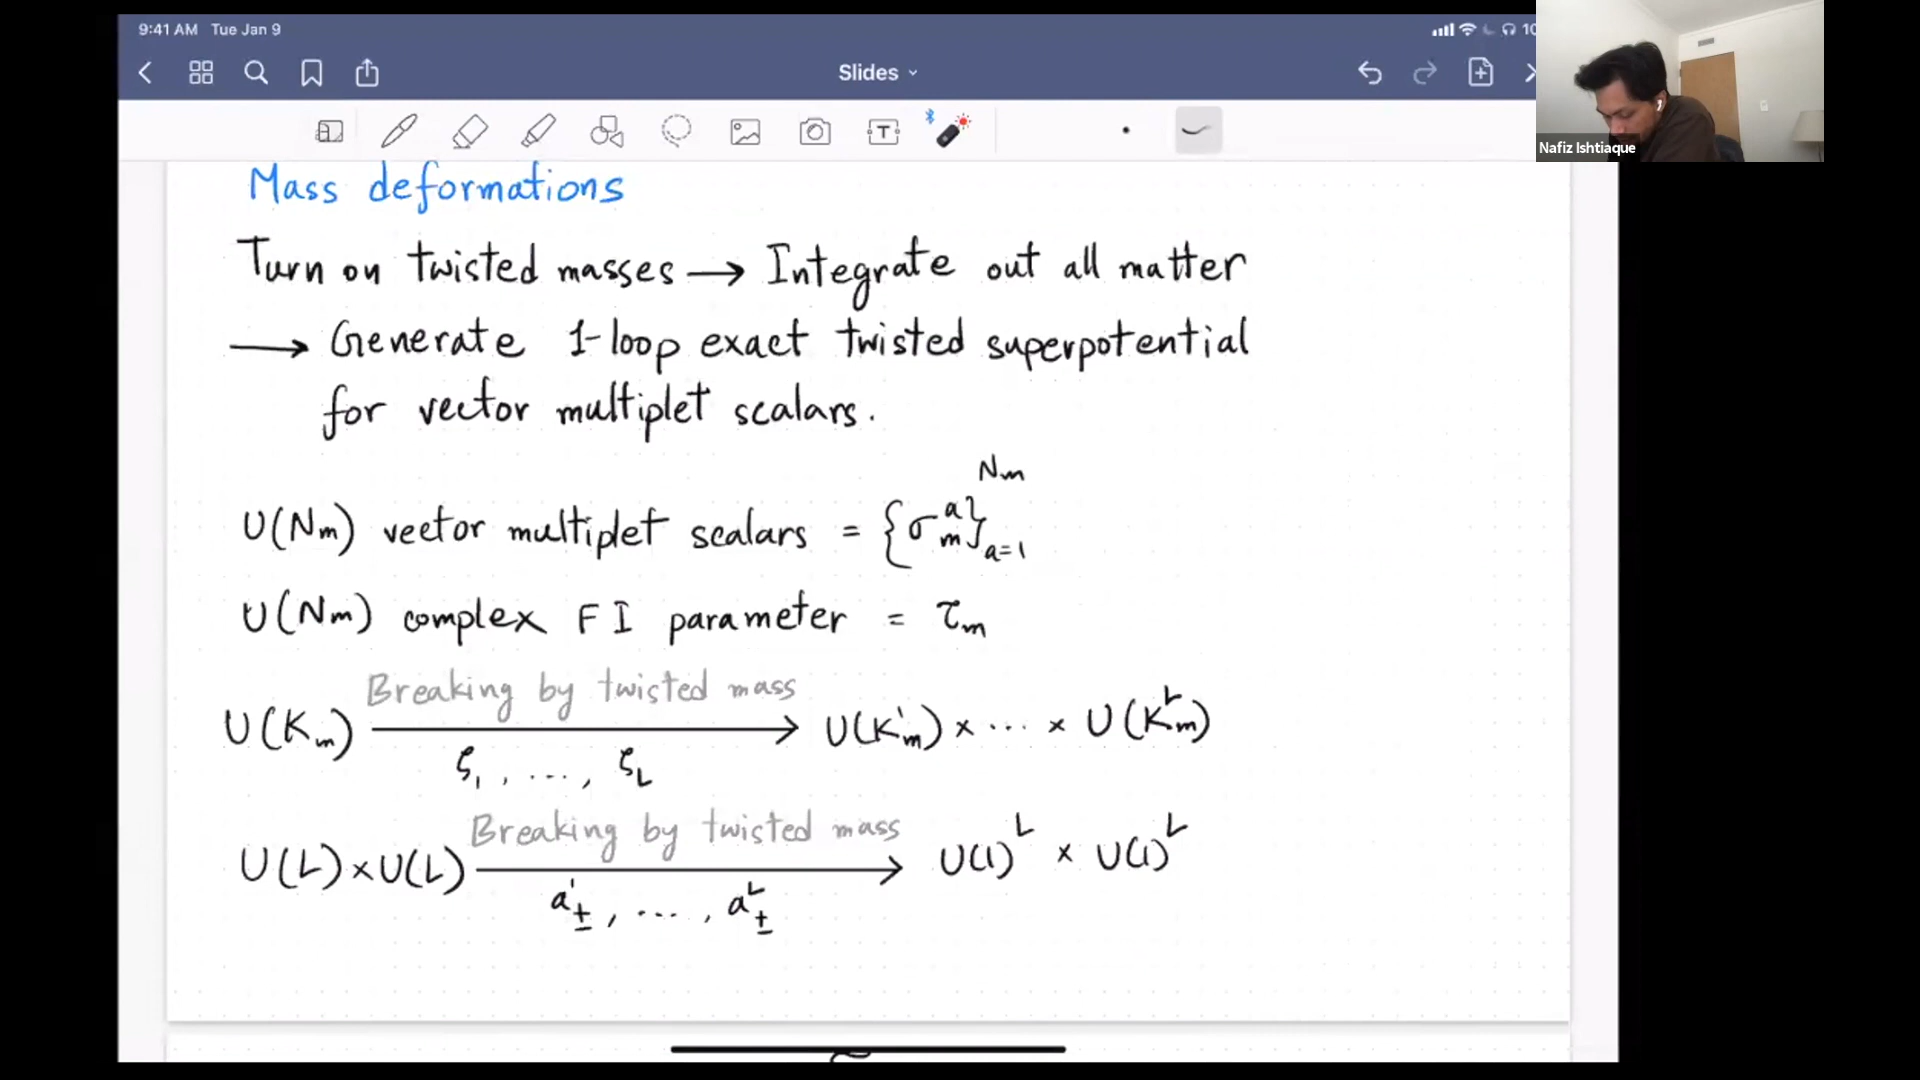 9:41 AM Tue Jan 9
Slides
Nafiz Ishtiaque
Mass deformations
Turn on twisted masses → Integrate out all matter
→ Generate 1-loop exact twisted superpotential
for vector multiplet scalars.
U(N_m) vector multiplet scalars = {σ_m^a}_{a=1}^{N_m}
U(N_m) complex FI parameter = τ_m
Breaking by twisted mass
U(K_m) → U(K_m^1) × ... × U(K_m^L)
ζ_1, ..., ζ_L
Breaking by twisted mass
U(L)×U(L) → U(1)^L × U(1)^L
a_±^1, ..., a_±^L